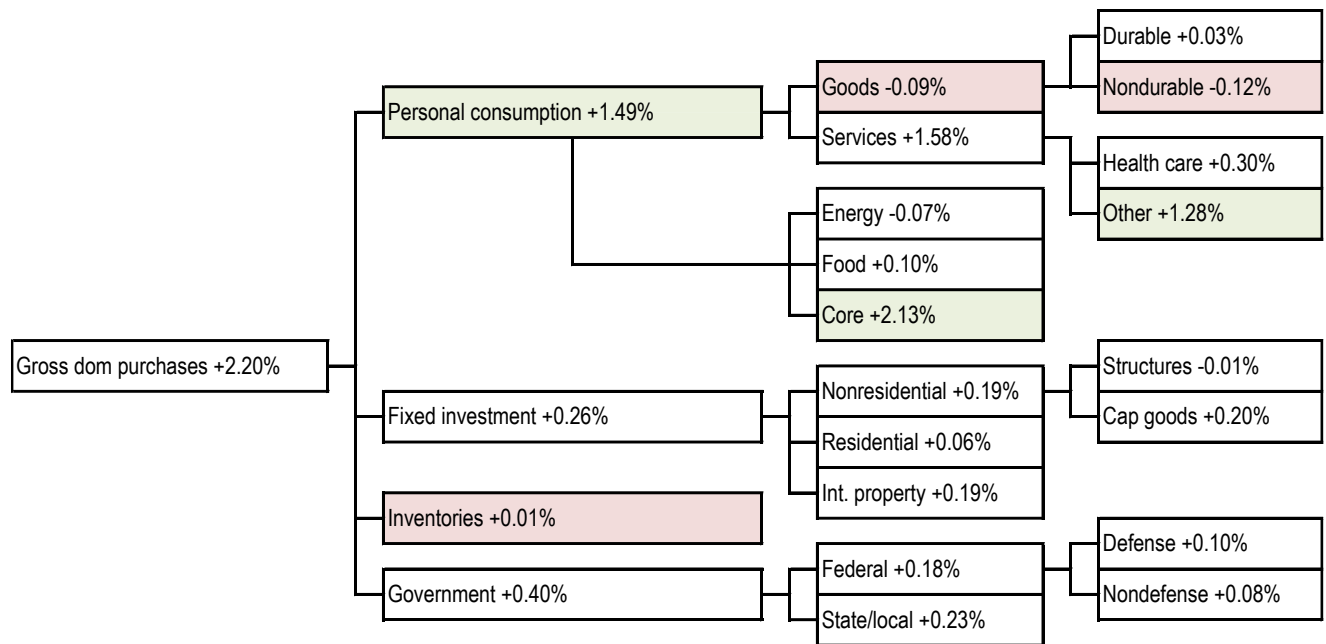 Gross dom purchases +2.20%
Personal consumption +1.49%
Goods -0.09%
Durable +0.03%
Nondurable -0.12%
Services +1.58%
Health care +0.30%
Other +1.28%
Energy -0.07%
Food +0.10%
Core +2.13%
Fixed investment +0.26%
Nonresidential +0.19%
Structures -0.01%
Cap goods +0.20%
Residential +0.06%
Int. property +0.19%
Inventories +0.01%
Government +0.40%
Federal +0.18%
Defense +0.10%
Nondefense +0.08%
State/local +0.23%